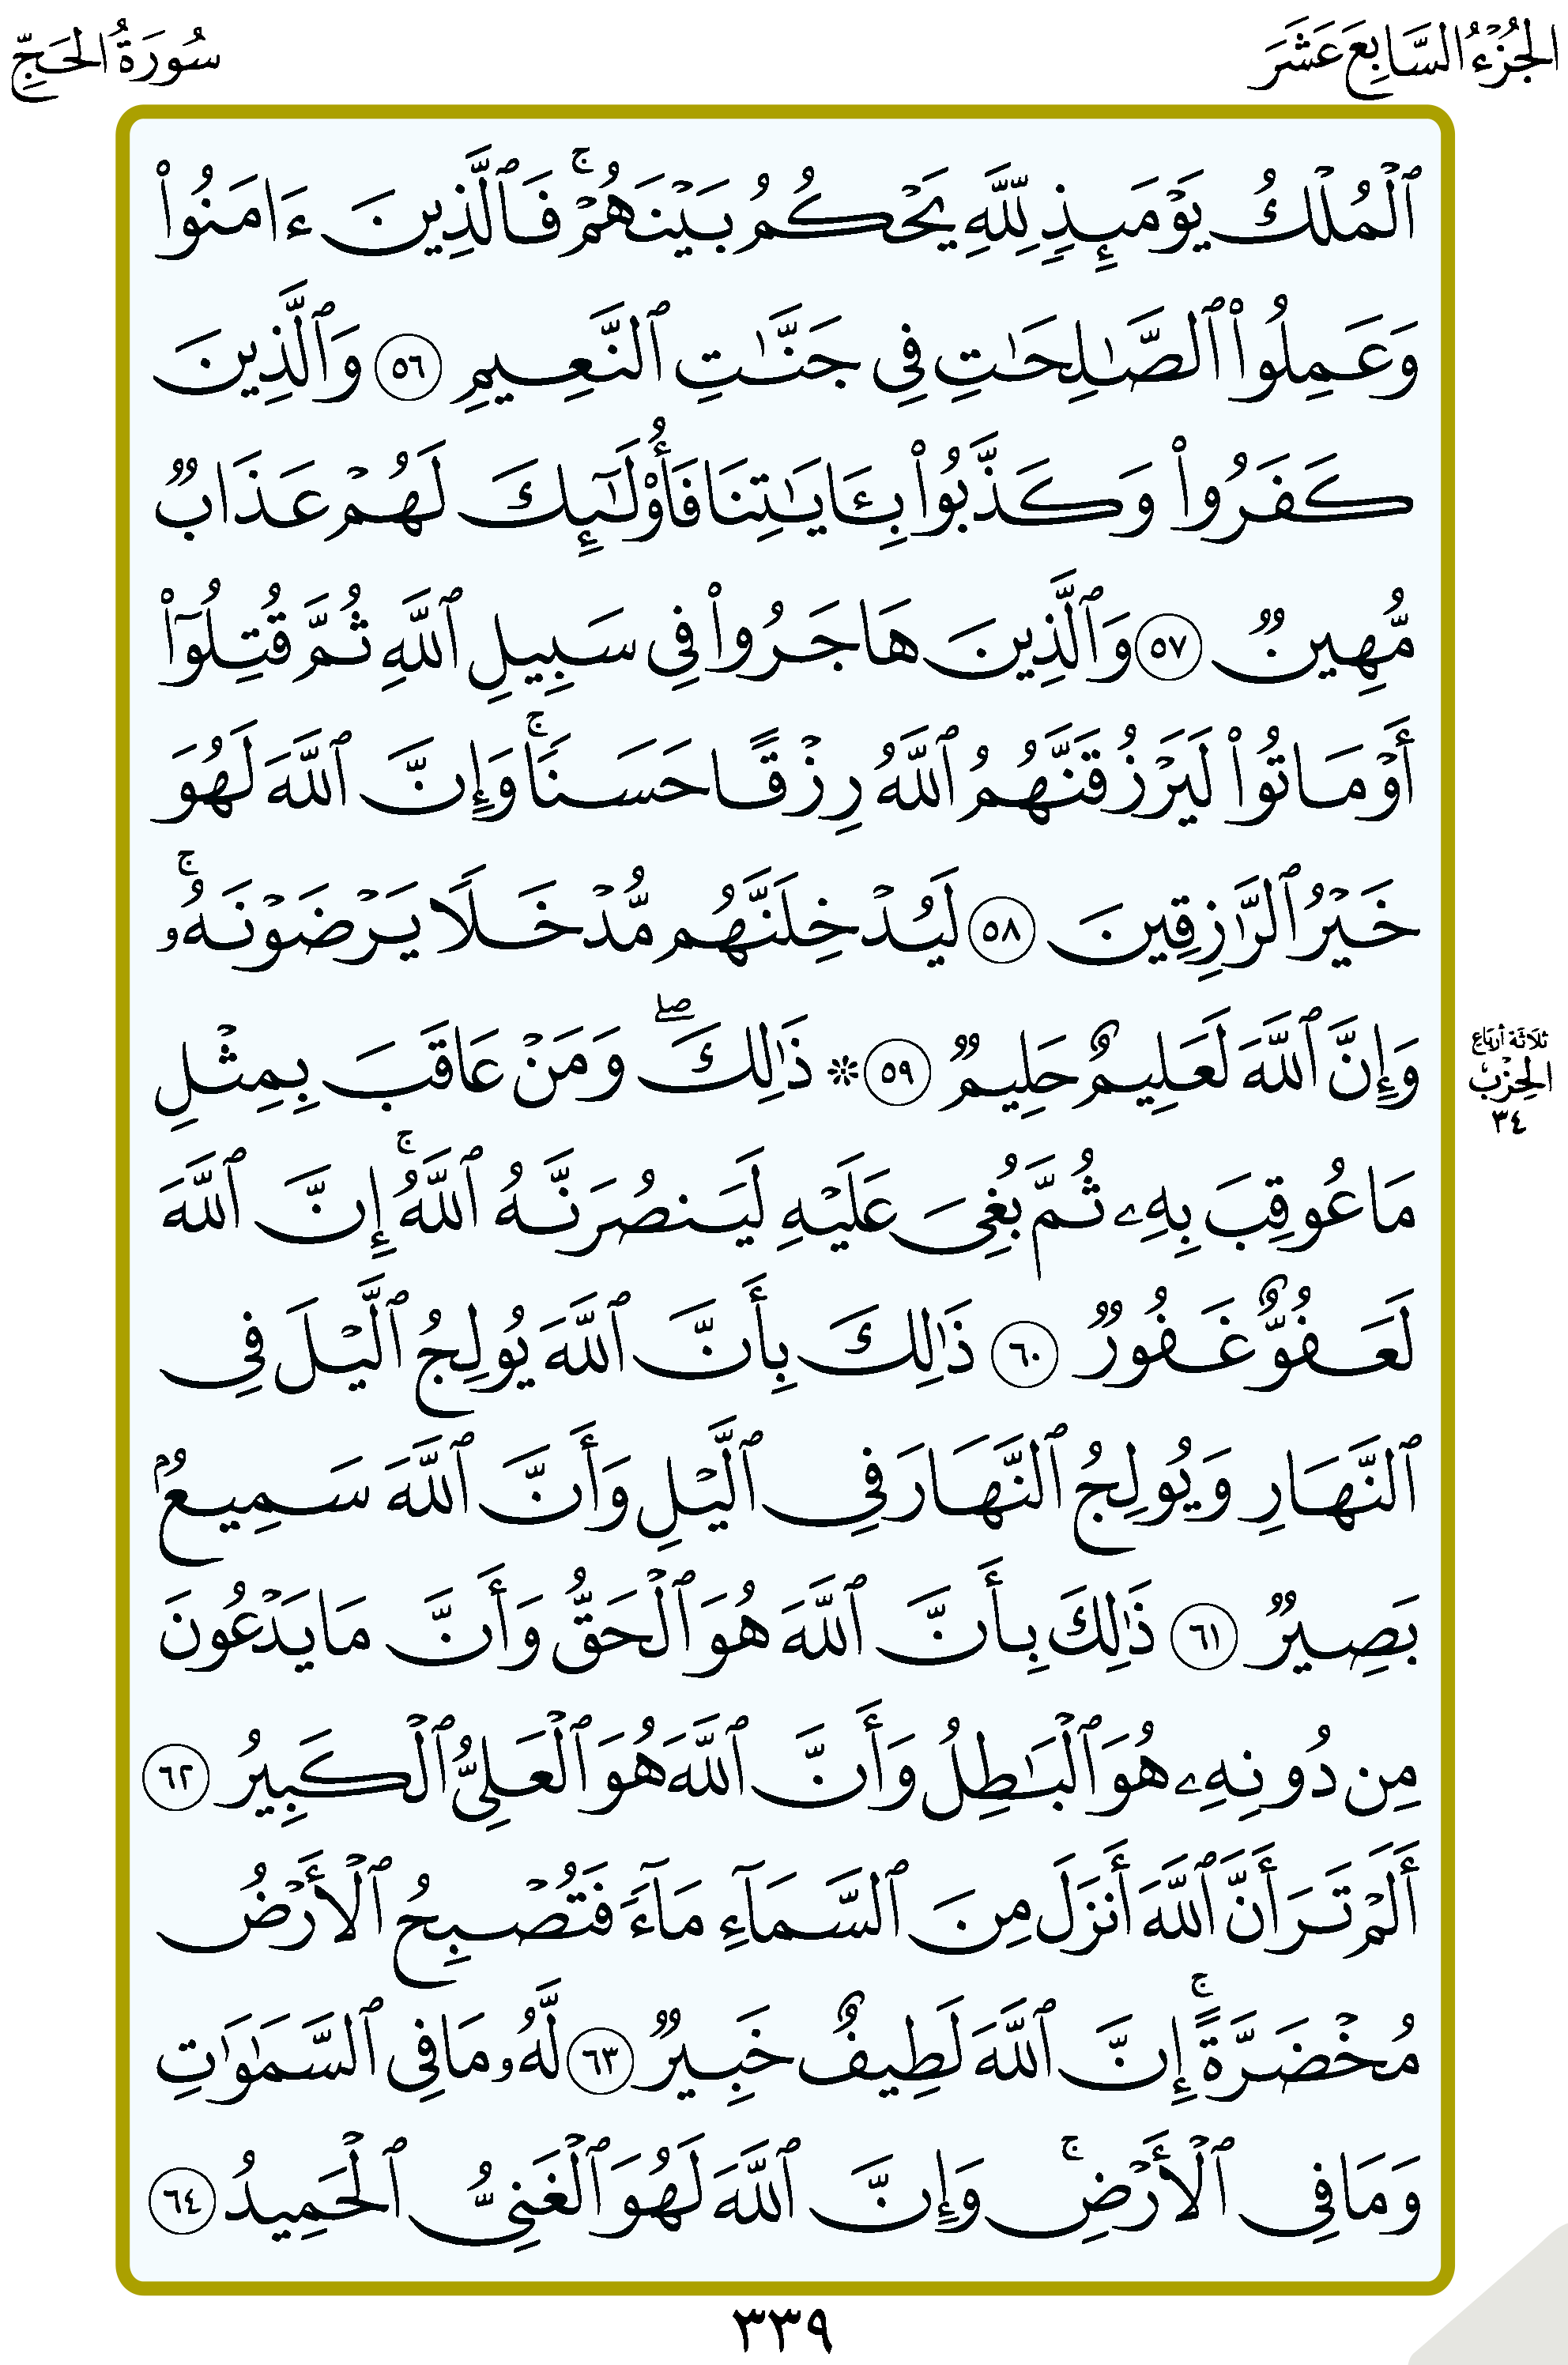 الجُزْءُ السَّابِعَ عَشَرَ
سُورَةُ الحَجِّ
ٱلْمُلْكُ يَوْمَئِذٍ لِّلَّهِ يَحْكُمُ بَيْنَهُمْ ۚ فَٱلَّذِينَ ءَامَنُوا۟
وَعَمِلُوا۟ ٱلصَّـٰلِحَـٰتِ فِى جَنَّـٰتِ ٱلنَّعِيمِ ٥٦ وَٱلَّذِينَ
كَفَرُوا۟ وَكَذَّبُوا۟ بِـَٔايَـٰتِنَا فَأُو۟لَـٰٓئِكَ لَهُمْ عَذَابٌ
مُّهِينٌ ٥٧ وَٱلَّذِينَ هَاجَرُوا۟ فِى سَبِيلِ ٱللَّهِ ثُمَّ قُتِلُوٓا۟
أَوْ مَاتُوا۟ لَيَرْزُقَنَّهُمُ ٱللَّهُ رِزْقًا حَسَنًا ۚ وَإِنَّ ٱللَّهَ لَهُوَ
خَيْرُ ٱلرَّٰزِقِينَ ٥٨ لَيُدْخِلَنَّهُم مُّدْخَلًا يَرْضَوْنَهُۥ ۚ
وَإِنَّ ٱللَّهَ لَعَلِيمٌ حَلِيمٌ ٥٩ ۞ ذَٰلِكَ ۖ وَمَنْ عَاقَبَ بِمِثْلِ
ثلاثة أرباع
الحِزْب
٣٤
مَا عُوقِبَ بِهِۦ ثُمَّ بُغِىَ عَلَيْهِ لَيَنصُرَنَّهُ ٱللَّهُ ۚ إِنَّ ٱللَّهَ
لَعَفُوٌّ غَفُورٌ ٦٠ ذَٰلِكَ بِأَنَّ ٱللَّهَ يُولِجُ ٱلَّيْلَ فِى
ٱلنَّهَارِ وَيُولِجُ ٱلنَّهَارَ فِى ٱلَّيْلِ وَأَنَّ ٱللَّهَ سَمِيعٌۢ
بَصِيرٌ ٦١ ذَٰلِكَ بِأَنَّ ٱللَّهَ هُوَ ٱلْحَقُّ وَأَنَّ مَا يَدْعُونَ
مِن دُونِهِۦ هُوَ ٱلْبَـٰطِلُ وَأَنَّ ٱللَّهَ هُوَ ٱلْعَلِىُّ ٱلْكَبِيرُ ٦٢
أَلَمْ تَرَ أَنَّ ٱللَّهَ أَنزَلَ مِنَ ٱلسَّمَآءِ مَآءً فَتُصْبِحُ ٱلْأَرْضُ
مُخْضَرَّةً ۚ إِنَّ ٱللَّهَ لَطِيفٌ خَبِيرٌ ٦٣ لَّهُۥ مَا فِى ٱلسَّمَـٰوَٰتِ
وَمَا فِى ٱلْأَرْضِ ۚ وَإِنَّ ٱللَّهَ لَهُوَ ٱلْغَنِىُّ ٱلْحَمِيدُ ٦٤
٣٣٩